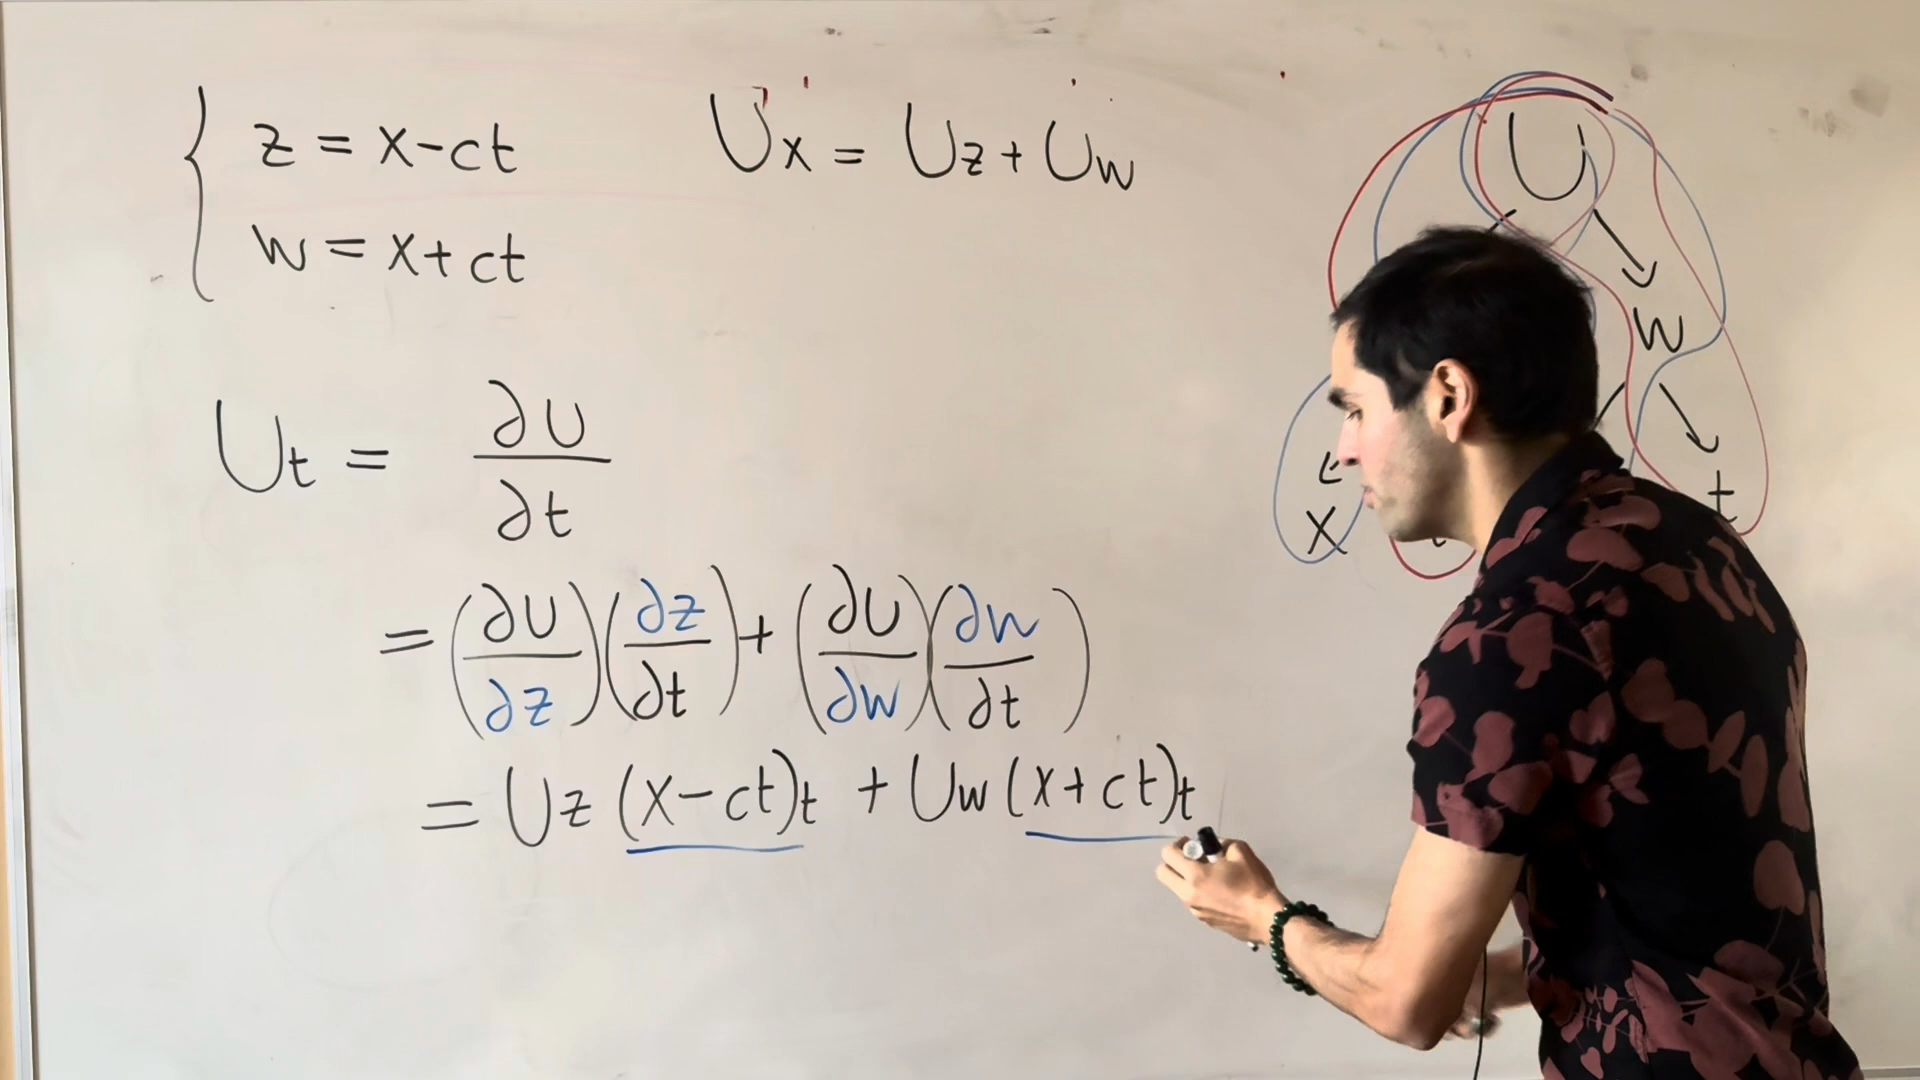 z = x-ct
w = x+ct
Ux = Uz + Uw
U
w
x
t
t
Ut = ∂U/∂t
= (∂U/∂z)(∂z/∂t) + (∂U/∂w)(∂w/∂t)
= Uz (x-ct)t + Uw (x+ct)t